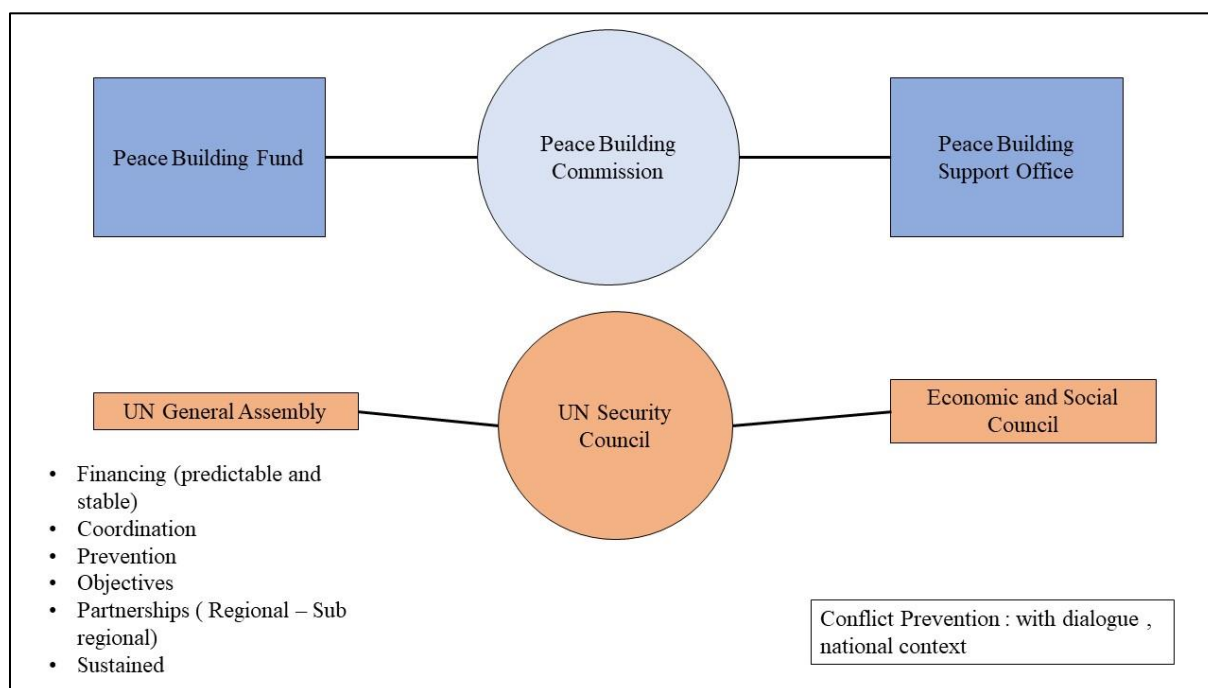 Peace Building Fund
Peace Building
Commission
Peace Building
Support Office
UN General Assembly
UN Security
Council
Economic and Social
Council
• Financing (predictable and
stable)
• Coordination
• Prevention
• Objectives
• Partnerships ( Regional – Sub
regional)
• Sustained
Conflict Prevention : with dialogue ,
national context